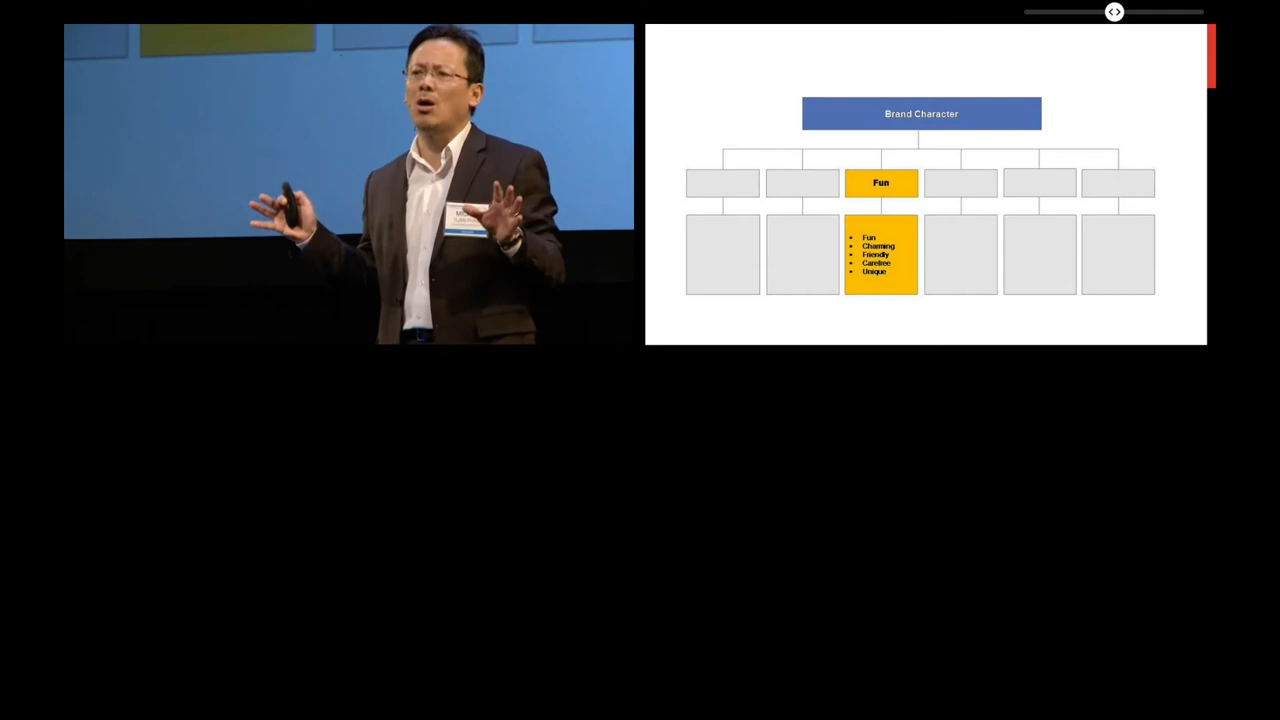 Brand Character
Fun
• Fun
• Charming
• Friendly
• Carefree
• Unique